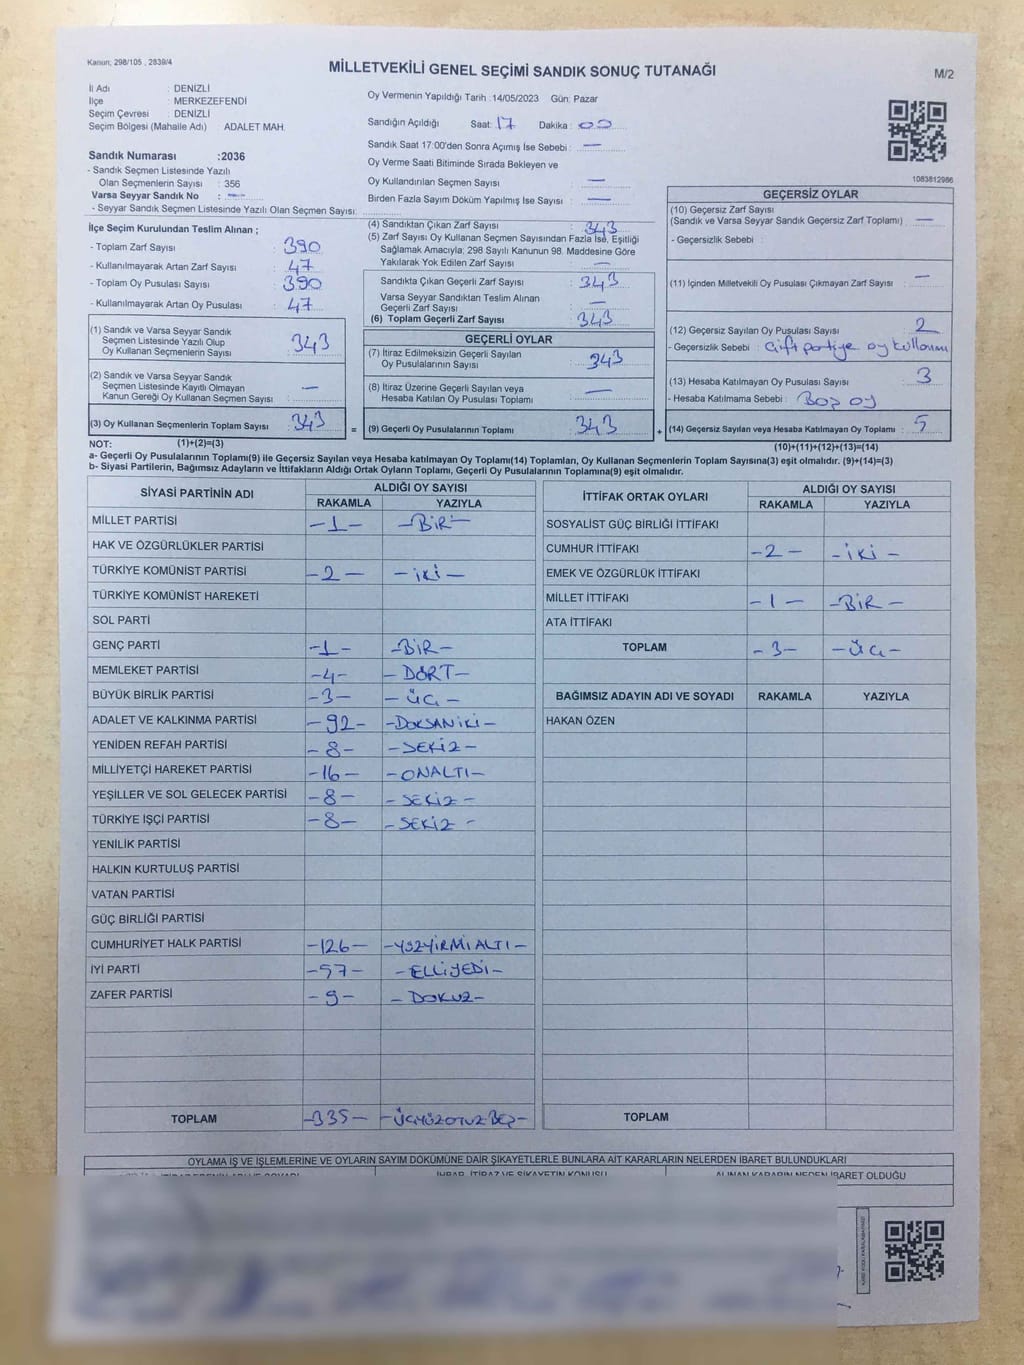 Kanun; 298/105 , 2839/4
MİLLETVEKİLİ GENEL SEÇİMİ SANDIK SONUÇ TUTANAĞI
M/2
İl Adı : DENİZLİ
İlçe : MERKEZEFENDİ
Seçim Çevresi : DENİZLİ
Seçim Bölgesi (Mahalle Adı) ADALET MAH.
Oy Vermenin Yapıldığı Tarih : 14/05/2023 Gün: Pazar
Sandığın Açıldığı Saat: 17 Dakika : 00
Sandık Saat 17:00'den Sonra Açımış İse Sebebi : —
Oy Verme Saati Bitiminde Sırada Bekleyen ve
Oy Kullandırılan Seçmen Sayısı : —
Birden Fazla Sayım Döküm Yapılmış İse Sayısı : —
1083812986
Sandık Numarası :2036
- Sandık Seçmen Listesinde Yazılı
Olan Seçmenlerin Sayısı : 356
Varsa Seyyar Sandık No : —
- Seyyar Sandık Seçmen Listesinde Yazılı Olan Seçmen Sayısı:
İlçe Seçim Kurulundan Teslim Alınan ;
- Toplam Zarf Sayısı : 390
- Kullanılmayarak Artan Zarf Sayısı : 47
- Toplam Oy Pusulası Sayısı : 390
- Kullanılmayarak Artan Oy Pusulası : 47
(1) Sandık ve Varsa Seyyar Sandık
Seçmen Listesinde Yazılı Olup
Oy Kullanan Seçmenlerin Sayısı : 343
(2) Sandık ve Varsa Seyyar Sandık
Seçmen Listesinde Kayıtlı Olmayan
Kanun Gereği Oy Kullanan Seçmen Sayısı : —
(3) Oy Kullanan Seçmenlerin Toplam Sayısı : 343
(4) Sandıktan Çıkan Zarf Sayısı : 343
(5) Zarf Sayısı Oy Kullanan Seçmen Sayısından Fazla İse, Eşitliği
Sağlamak Amacıyla; 298 Sayılı Kanunun 98. Maddesine Göre
Yakılarak Yok Edilen Zarf Sayısı : —
Sandıkta Çıkan Geçerli Zarf Sayısı : 343
Varsa Seyyar Sandıktan Teslim Alınan
Geçerli Zarf Sayısı : —
(6) Toplam Geçerli Zarf Sayısı : 343
GEÇERLİ OYLAR
(7) İtiraz Edilmeksizin Geçerli Sayılan
Oy Pusulalarının Sayısı : 343
(8) İtiraz Üzerine Geçerli Sayılan veya
Hesaba Katılan Oy Pusulası Toplamı : —
= (9) Geçerli Oy Pusulalarının Toplamı : 343 +
GEÇERSİZ OYLAR
(10) Geçersiz Zarf Sayısı
(Sandık ve Varsa Seyyar Sandık Geçersiz Zarf Toplamı) : —
- Geçersizlik Sebebi :
(11) İçinden Milletvekili Oy Pusulası Çıkmayan Zarf Sayısı : —
(12) Geçersiz Sayılan Oy Pusulası Sayısı : 2
- Geçersizlik Sebebi : Çift partiye oy kullanımı
(13) Hesaba Katılmayan Oy Pusulası Sayısı : 3
- Hesaba Katılmama Sebebi : Boş oy
(14) Geçersiz Sayılan veya Hesaba Katılmayan Oy Toplamı : 5
NOT: (1)+(2)=(3)
(10)+(11)+(12)+(13)=(14)
a- Geçerli Oy Pusulalarının Toplamı(9) ile Geçersiz Sayılan veya Hesaba Katılmayan Oy Toplamı(14) Toplamları, Oy Kullanan Seçmenlerin Toplam Sayısına(3) eşit olmalıdır. (9)+(14)=(3)
b- Siyasi Partilerin, Bağımsız Adayların ve İttifakların Aldığı Ortak Oyların Toplamı, Geçerli Oy Pusulalarının Toplamına(9) eşit olmalıdır.
SİYASİ PARTİNİN ADI ALDIĞI OY SAYISI
RAKAMLA YAZIYLA
MİLLET PARTİSİ -1- -BİR-
HAK VE ÖZGÜRLÜKLER PARTİSİ
TÜRKİYE KOMÜNİST PARTİSİ -2- -İKİ-
TÜRKİYE KOMÜNİST HAREKETİ
SOL PARTİ
GENÇ PARTİ -1- -BİR-
MEMLEKET PARTİSİ -4- -DÖRT-
BÜYÜK BİRLİK PARTİSİ -3- -ÜÇ-
ADALET VE KALKINMA PARTİSİ -92- -DOKSANİKİ-
YENİDEN REFAH PARTİSİ -8- -SEKİZ-
MİLLİYETÇİ HAREKET PARTİSİ -16- -ONALTI-
YEŞİLLER VE SOL GELECEK PARTİSİ -8- -SEKİZ-
TÜRKİYE İŞÇİ PARTİSİ -8- -SEKİZ-
YENİLİK PARTİSİ
HALKIN KURTULUŞ PARTİSİ
VATAN PARTİSİ
GÜÇ BİRLİĞİ PARTİSİ
CUMHURİYET HALK PARTİSİ -126- -YÜZYİRMİALTI-
İYİ PARTİ -57- -ELLİYEDİ-
ZAFER PARTİSİ -9- -DOKUZ-
TOPLAM -335- -ÜÇYÜZOTUZBEŞ-
İTTİFAK ORTAK OYLARI ALDIĞI OY SAYISI
RAKAMLA YAZIYLA
SOSYALİST GÜÇ BİRLİĞİ İTTİFAKI
CUMHUR İTTİFAKI -2- -İKİ-
EMEK VE ÖZGÜRLÜK İTTİFAKI
MİLLET İTTİFAKI -1- -BİR-
ATA İTTİFAKI
TOPLAM -3- -ÜÇ-
BAĞIMSIZ ADAYIN ADI VE SOYADI RAKAMLA YAZIYLA
HAKAN ÖZEN
TOPLAM
OYLAMA İŞ VE İŞLEMLERİNE VE OYLARIN SAYIM DÖKÜMÜNE DAİR ŞİKAYETLERLE BUNLARA AİT KARARLARIN NELERDEN İBARET BULUNDUKLARI
İHBAR, İTİRAZ VE ŞİKAYETİN KONUSU ALINAN KARARIN NEDEN İBARET OLDUĞU